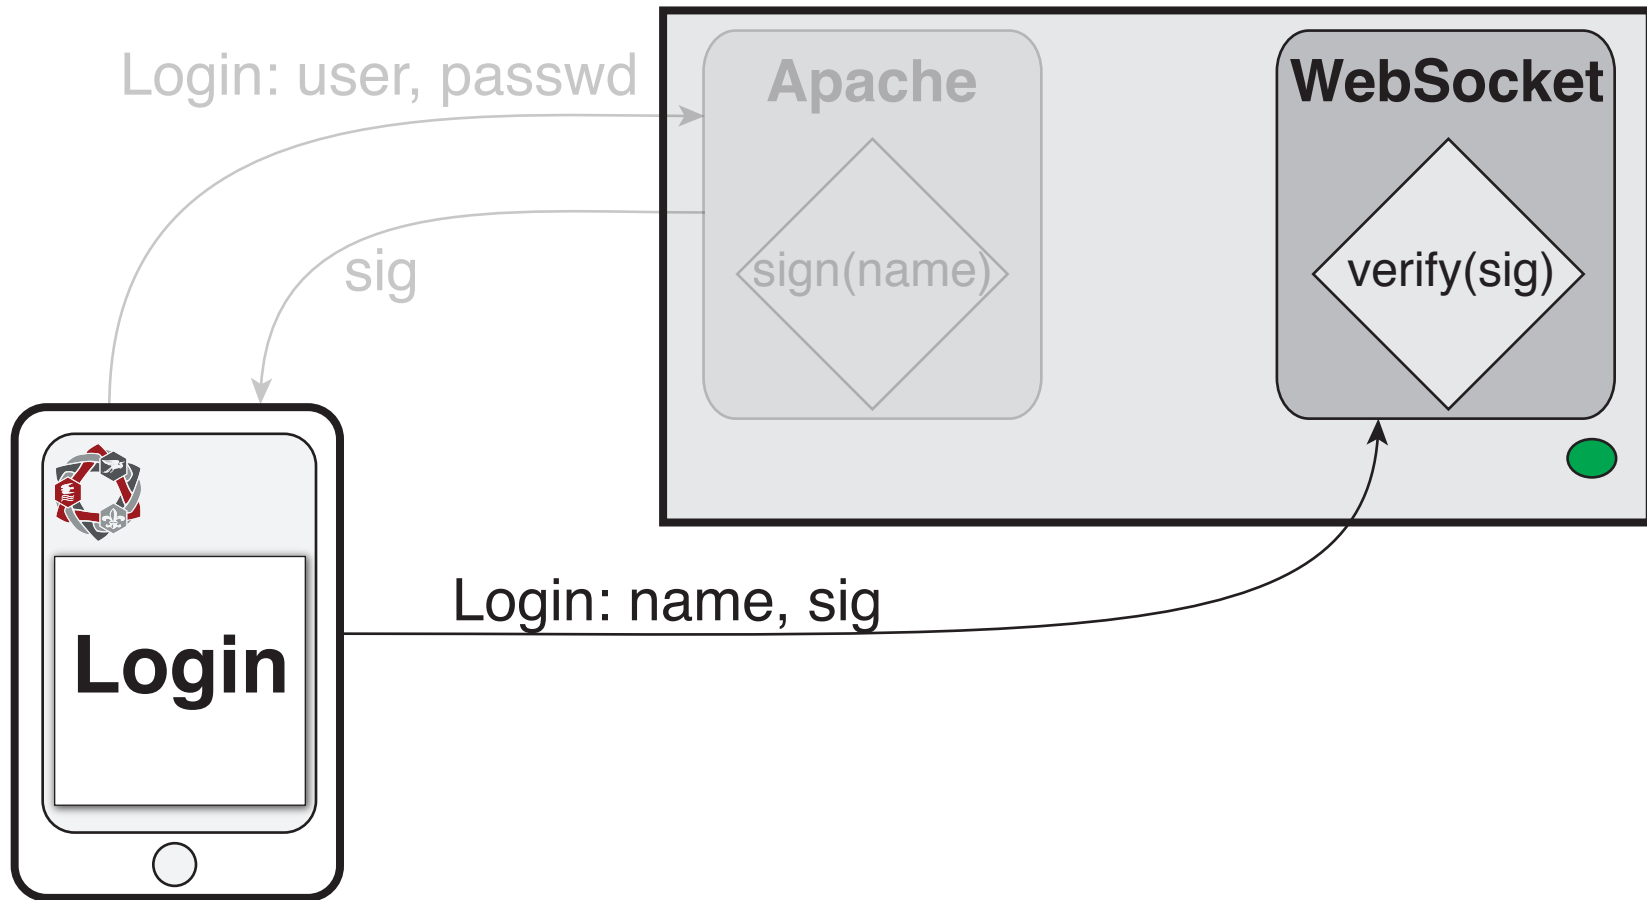 Login: user, passwd
Apache
WebSocket
sign(name)
verify(sig)
sig
Login: name, sig
Login